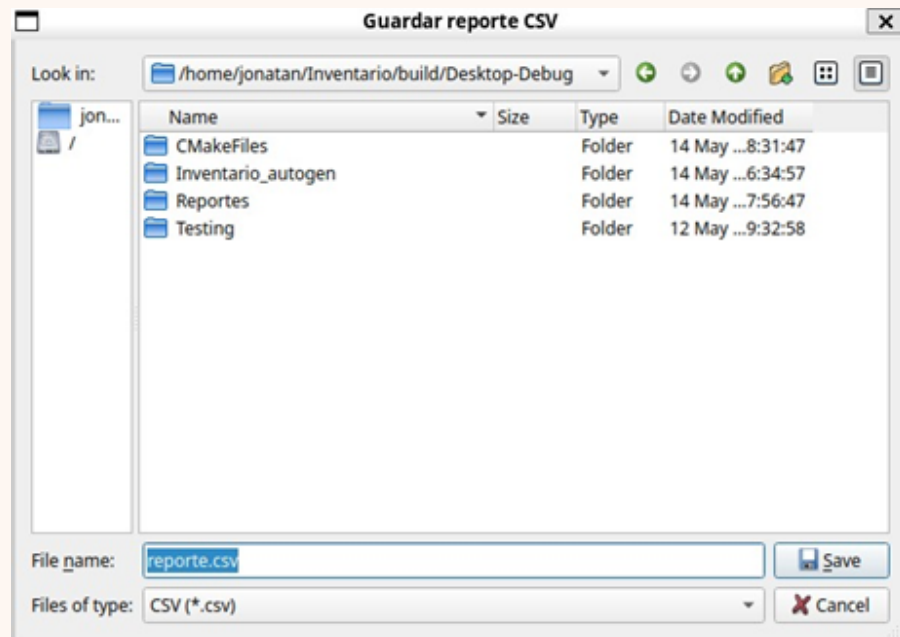 Guardar reporte CSV
Look in: /home/jonatan/Inventario/build/Desktop-Debug
jon...
/
Name Size Type Date Modified
CMakeFiles Folder 14 May ...8:31:47
Inventario_autogen Folder 14 May ...6:34:57
Reportes Folder 14 May ...7:56:47
Testing Folder 12 May ...9:32:58
File name: reporte.csv Save
Files of type: CSV (*.csv) Cancel